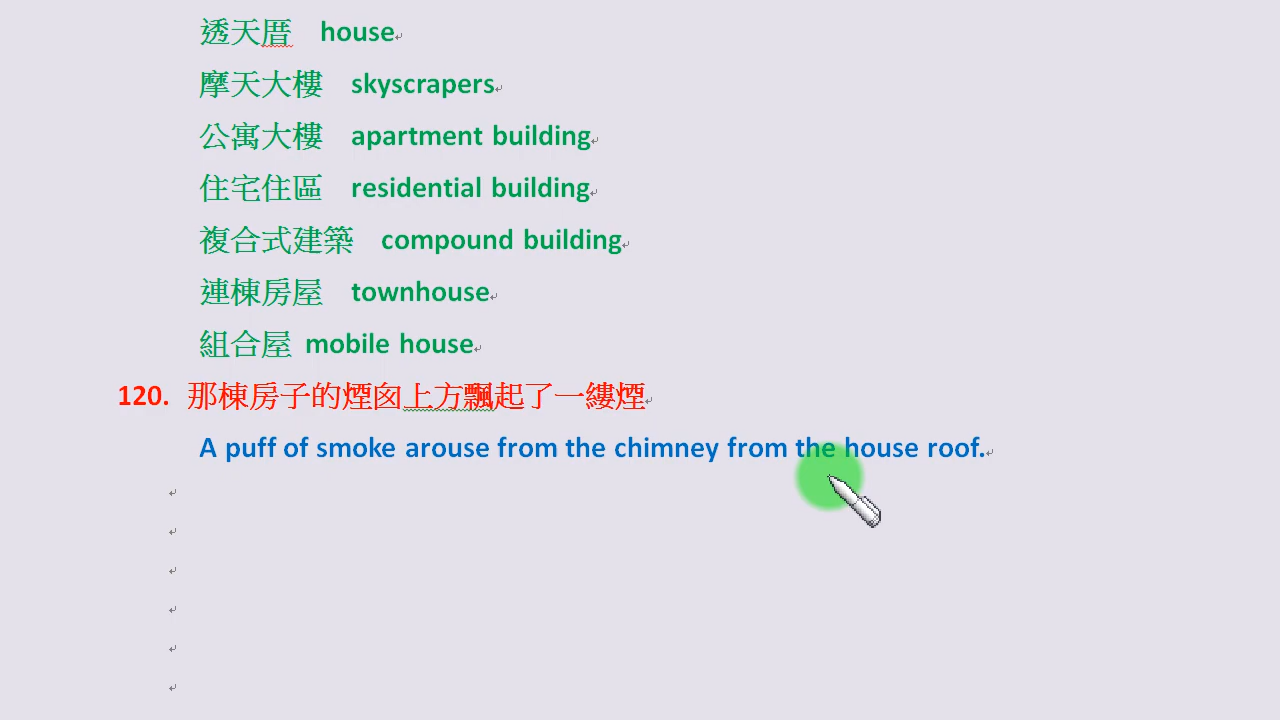 透天厝 house
摩天大樓 skyscrapers
公寓大樓 apartment building
住宅住區 residential building
複合式建築 compound building
連棟房屋 townhouse
組合屋 mobile house
120. 那棟房子的煙囪上方飄起了一縷煙
A puff of smoke arouse from the chimney from the house roof.